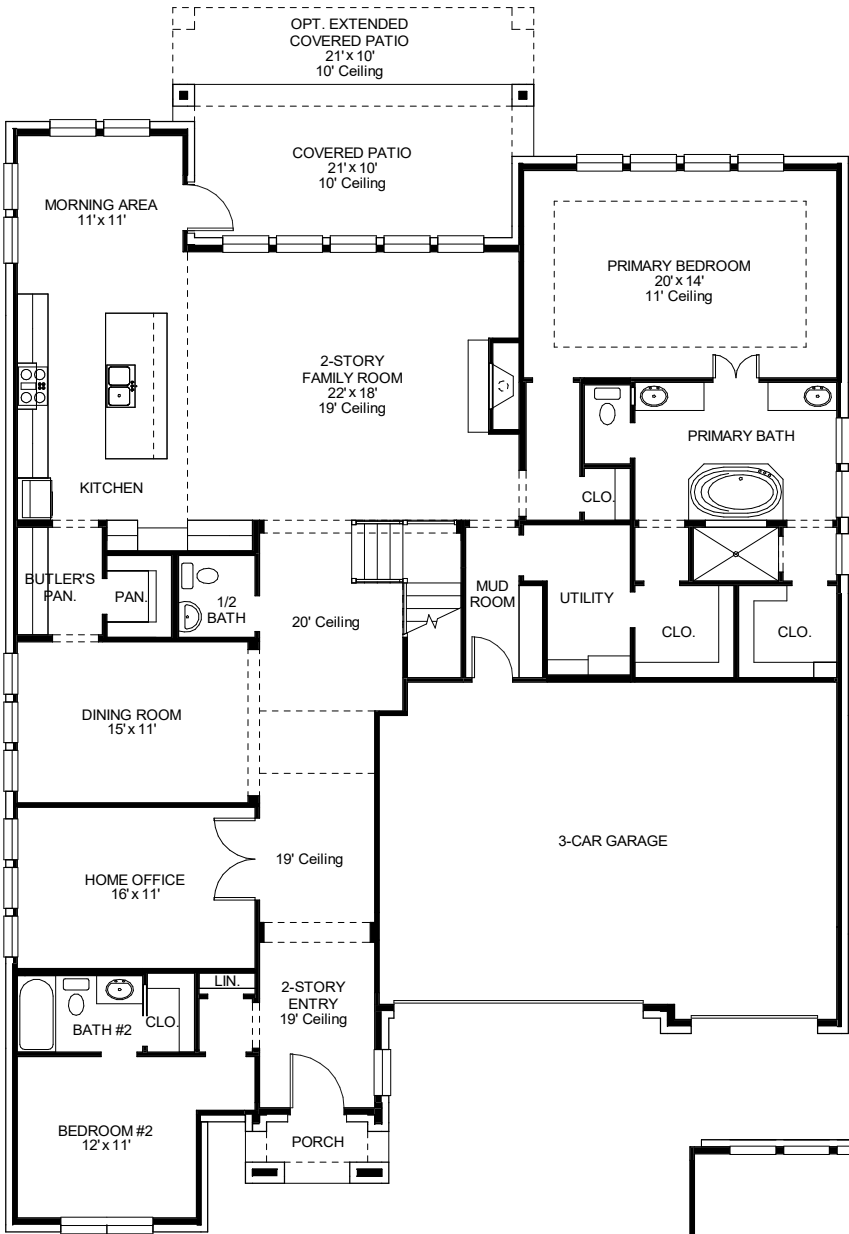 OPT. EXTENDED
COVERED PATIO
21' x 10'
10' Ceiling
COVERED PATIO
21' x 10'
10' Ceiling
MORNING AREA
11' x 11'
PRIMARY BEDROOM
20' x 14'
11' Ceiling
2-STORY
FAMILY ROOM
22' x 18'
19' Ceiling
PRIMARY BATH
KITCHEN
CLO.
BUTLER'S
PAN.
PAN.
1/2
BATH
20' Ceiling
MUD
ROOM
UTILITY
CLO.
CLO.
DINING ROOM
15' x 11'
3-CAR GARAGE
19' Ceiling
HOME OFFICE
16' x 11'
LIN.
2-STORY
ENTRY
19' Ceiling
BATH #2
CLO.
BEDROOM #2
12' x 11'
PORCH